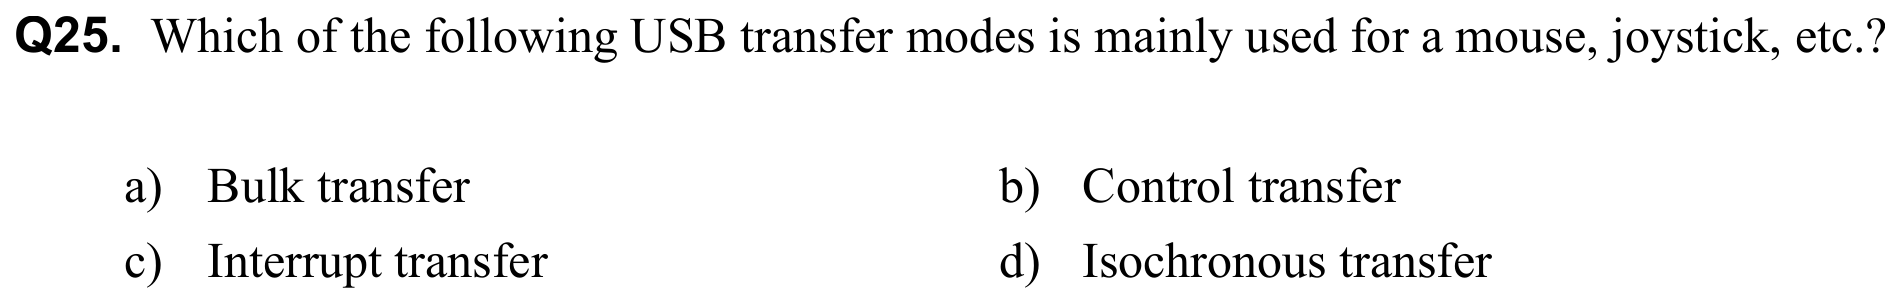 Q25. Which of the following USB transfer modes is mainly used for a mouse, joystick, etc.?
a) Bulk transfer b) Control transfer
c) Interrupt transfer d) Isochronous transfer